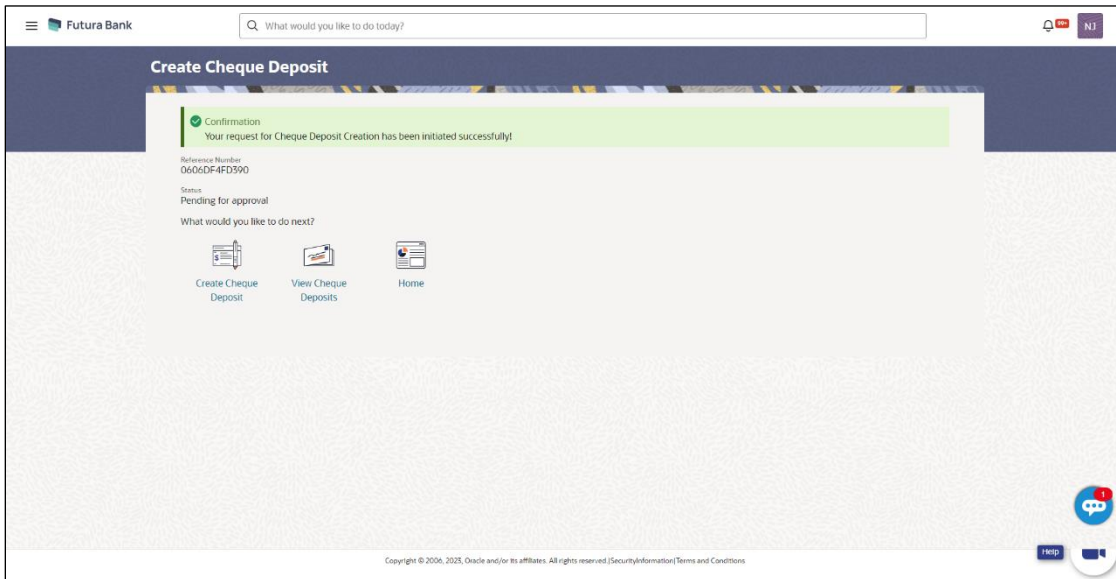 Futura Bank
What would you like to do today?
99+
NJ
Create Cheque Deposit
Confirmation
Your request for Cheque Deposit Creation has been initiated successfully!
Reference Number
0606DF4FD390
Status
Pending for approval
What would you like to do next?
Create Cheque
Deposit
View Cheque
Deposits
Home
1
Help
Copyright © 2006, 2023, Oracle and/or its affiliates. All rights reserved.|SecurityInformation|Terms and Conditions